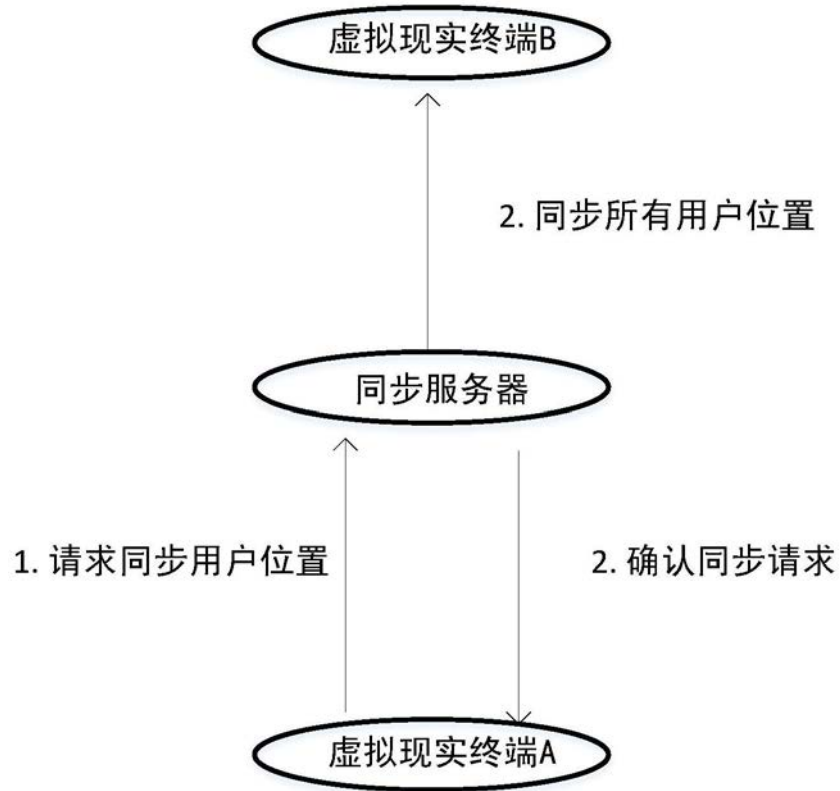 虚拟现实终端B
2. 同步所有用户位置
同步服务器
1. 请求同步用户位置
2. 确认同步请求
虚拟现实终端A